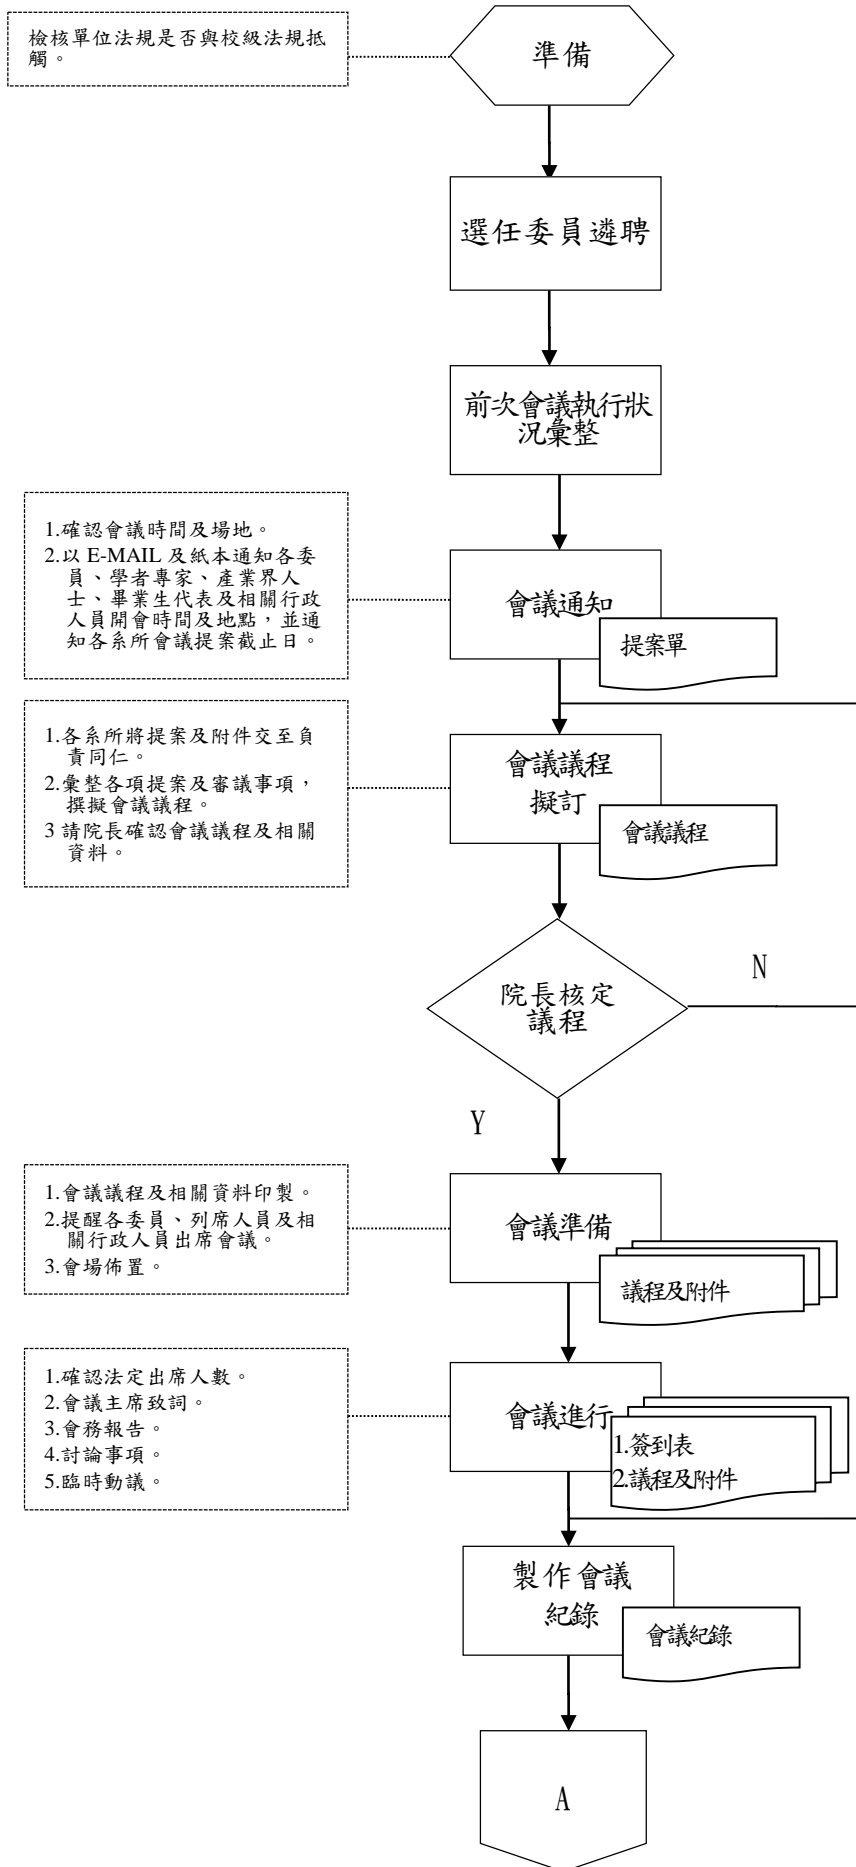 檢核單位法規是否與校級法規抵
觸。
準備
選任委員遴聘
前次會議執行狀
況彙整
1.確認會議時間及場地。
2.以 E-MAIL 及紙本通知各委
員、學者專家、產業界人
士、畢業生代表及相關行政
人員開會時間及地點，並通
知各系所會議提案截止日。
會議通知
提案單
1.各系所將提案及附件交至負
責同仁。
2.彙整各項提案及審議事項，
撰擬會議議程。
3 請院長確認會議議程及相關
資料。
會議議程
擬訂
會議議程
院長核定
議程
N
Y
1.會議議程及相關資料印製。
2.提醒各委員、列席人員及相
關行政人員出席會議。
3.會場佈置。
會議準備
議程及附件
1.確認法定出席人數。
2.會議主席致詞。
3.會務報告。
4.討論事項。
5.臨時動議。
會議進行
1.簽到表
2.議程及附件
製作會議
紀錄
會議紀錄
A